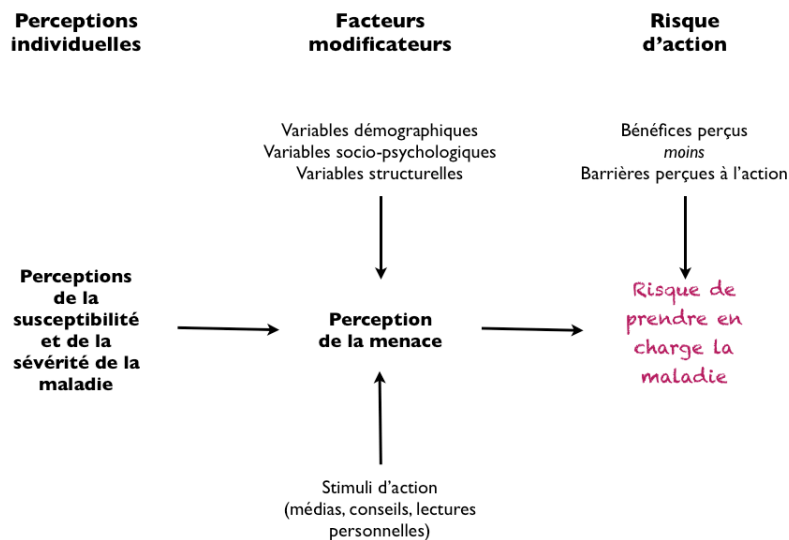 Perceptions
individuelles
Facteurs
modificateurs
Risque
d'action
Variables démographiques
Variables socio-psychologiques
Variables structurelles
Bénéfices perçus
moins
Barrières perçues à l'action
Perceptions
de la
susceptibilité
et de la
sévérité de la
maladie
Perception
de la menace
Risque de
prendre en
charge la
maladie
Stimuli d'action
(médias, conseils, lectures
personnelles)